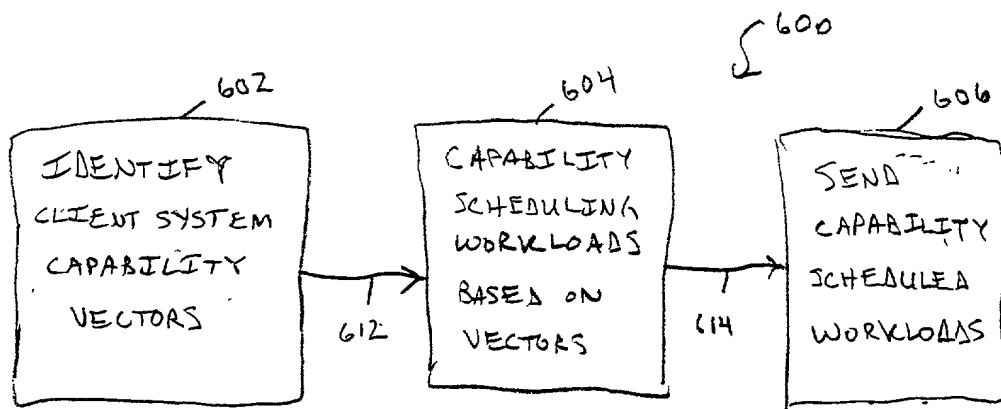 600
602
604
606
IDENTIFY
CLIENT SYSTEM
CAPABILITY
VECTORS
612
CAPABILITY
SCHEDULING
WORKLOADS
BASED ON
VECTORS
614
SEND
CAPABILITY
SCHEDULED
WORKLOADS